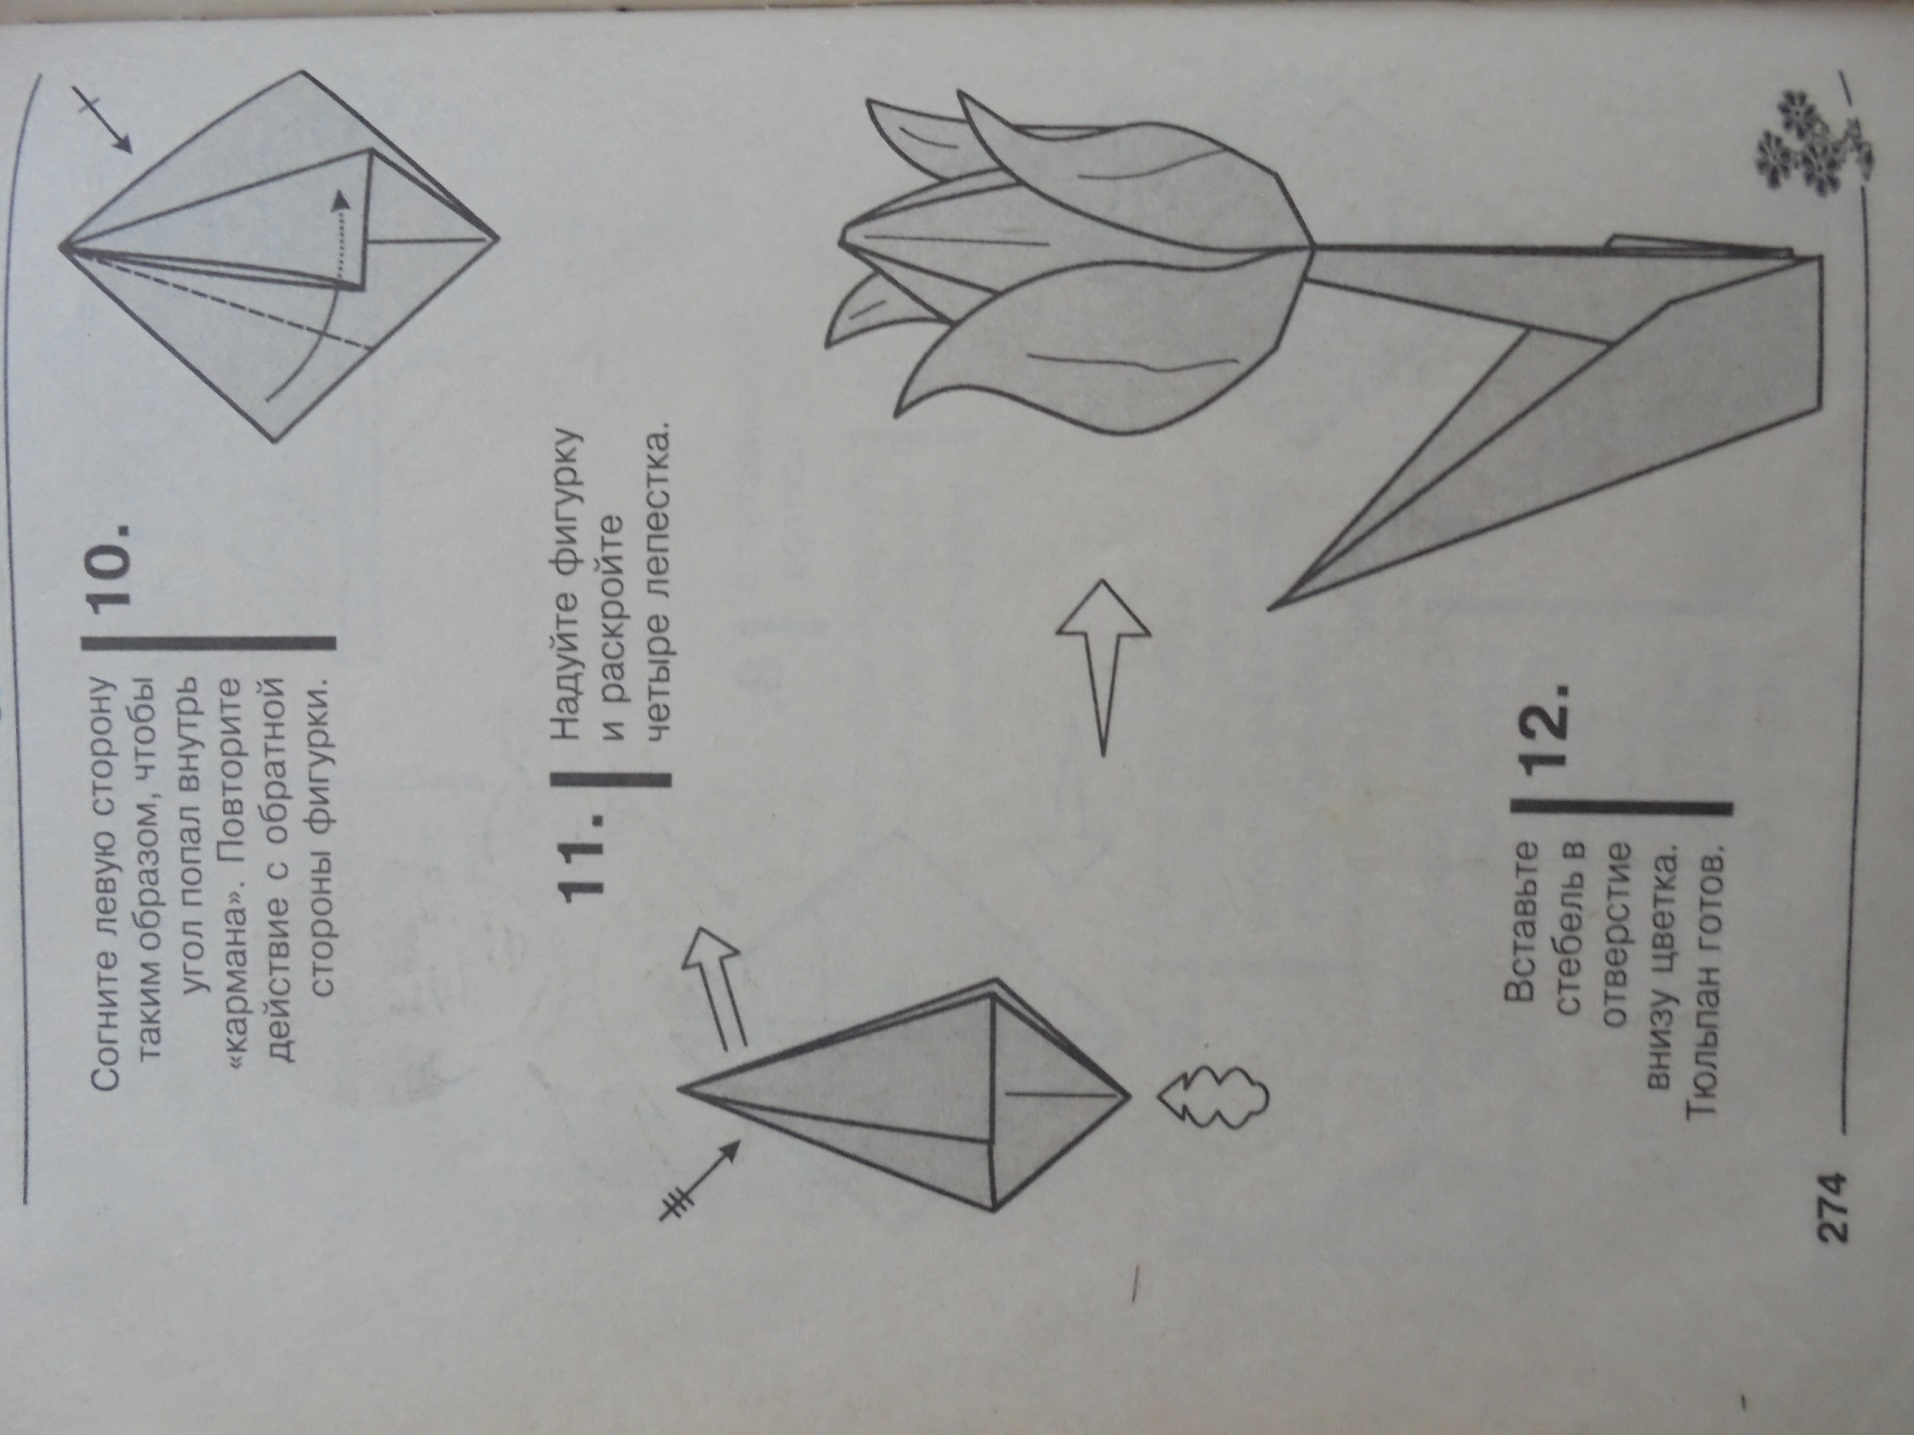 10.
Согните левую сторону
таким образом, чтобы
угол попал внутрь
«кармана». Повторите
действие с обратной
стороны фигурки.
11.
Надуйте фигурку
и раскройте
четыре лепестка.
12.
Вставьте
стебель в
отверстие
внизу цветка.
Тюльпан готов.
274